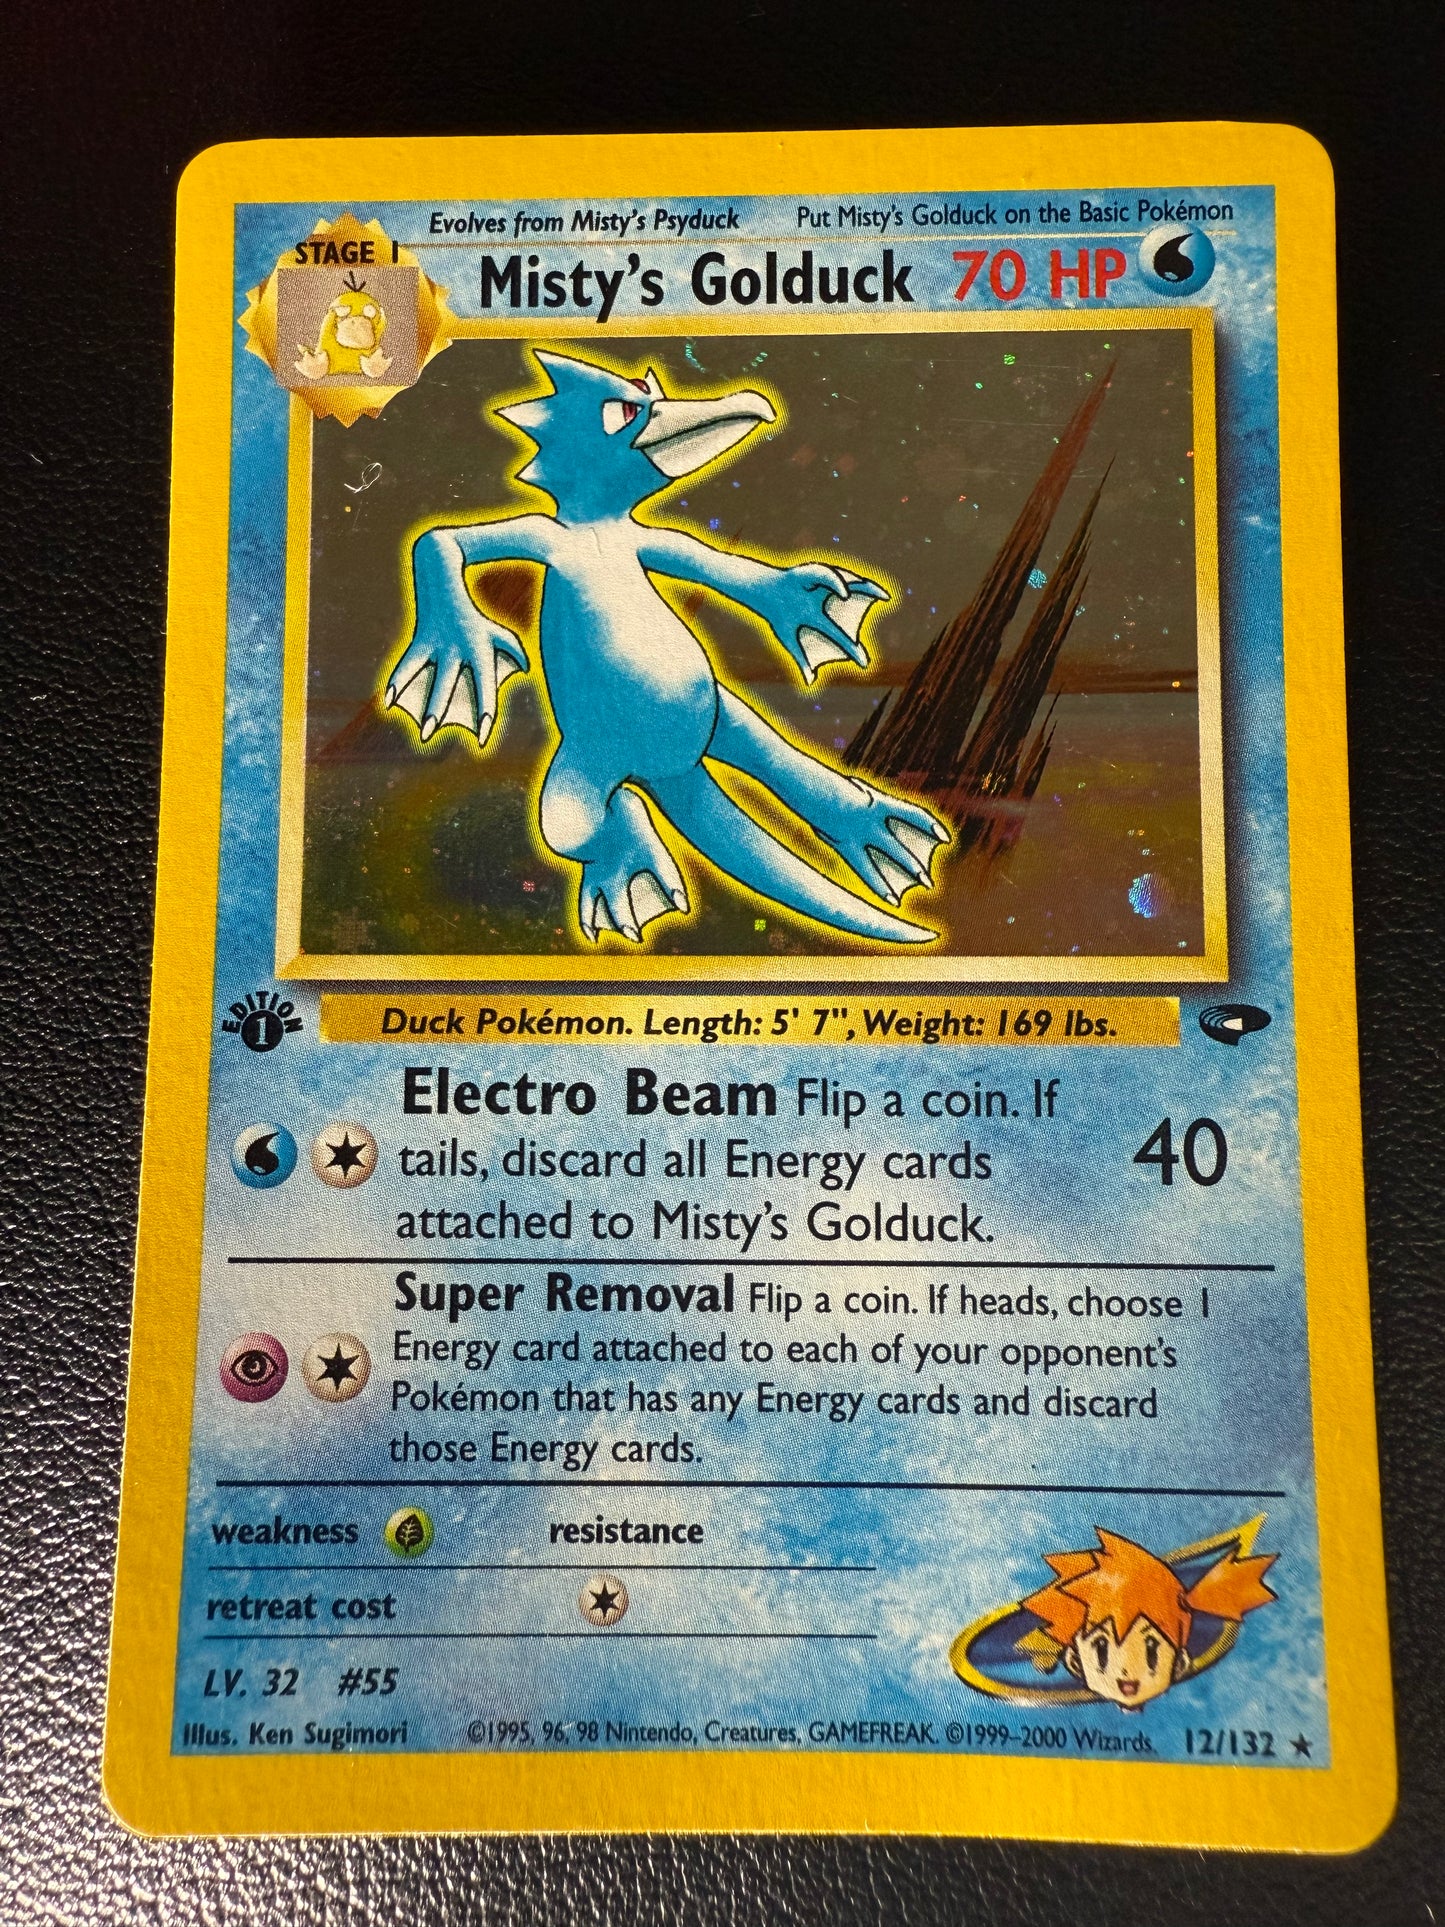 Evolves from Misty's Psyduck Put Misty's Golduck on the Basic Pokémon
STAGE 1
Misty's Golduck 70 HP
EDITION
1
Duck Pokémon. Length: 5' 7", Weight: 169 lbs.
Electro Beam Flip a coin. If
tails, discard all Energy cards
attached to Misty's Golduck.
40
Super Removal Flip a coin. If heads, choose 1
Energy card attached to each of your opponent's
Pokémon that has any Energy cards and discard
those Energy cards.
weakness resistance
retreat cost
LV. 32 #55
Illus. Ken Sugimori ©1995, 96, 98 Nintendo, Creatures, GAMEFREAK. ©1999–2000 Wizards. 12/132 ★